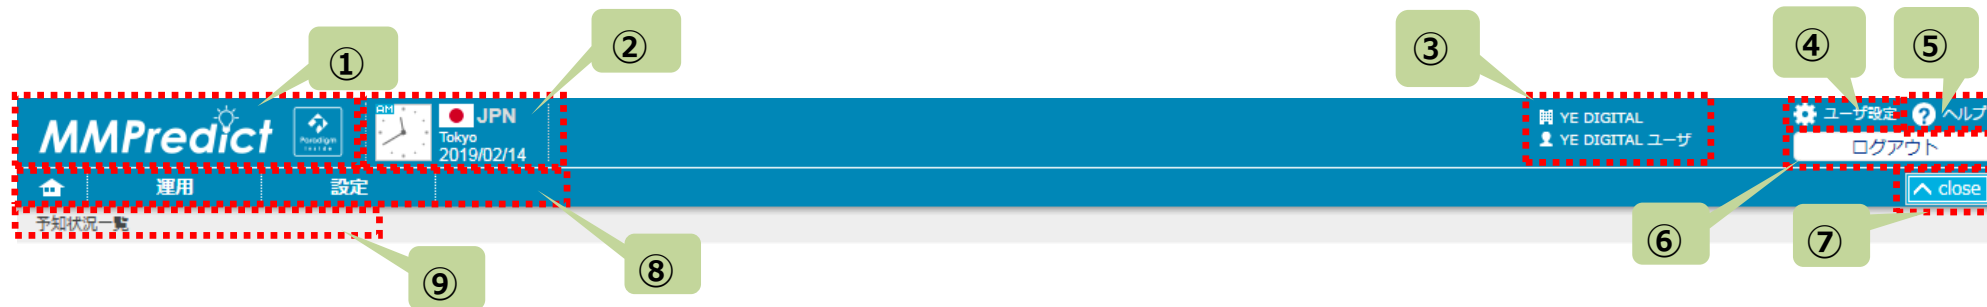 ①
②
③
④
⑤
MMPredict
Paradigm
inside
AM
JPN
Tokyo
2019/02/14
YE DIGITAL
YE DIGITAL ユーザ
ユーザ設定
ヘルプ
ログアウト
運用
設定
close
予知状況一覧
⑥
⑦
⑧
⑨